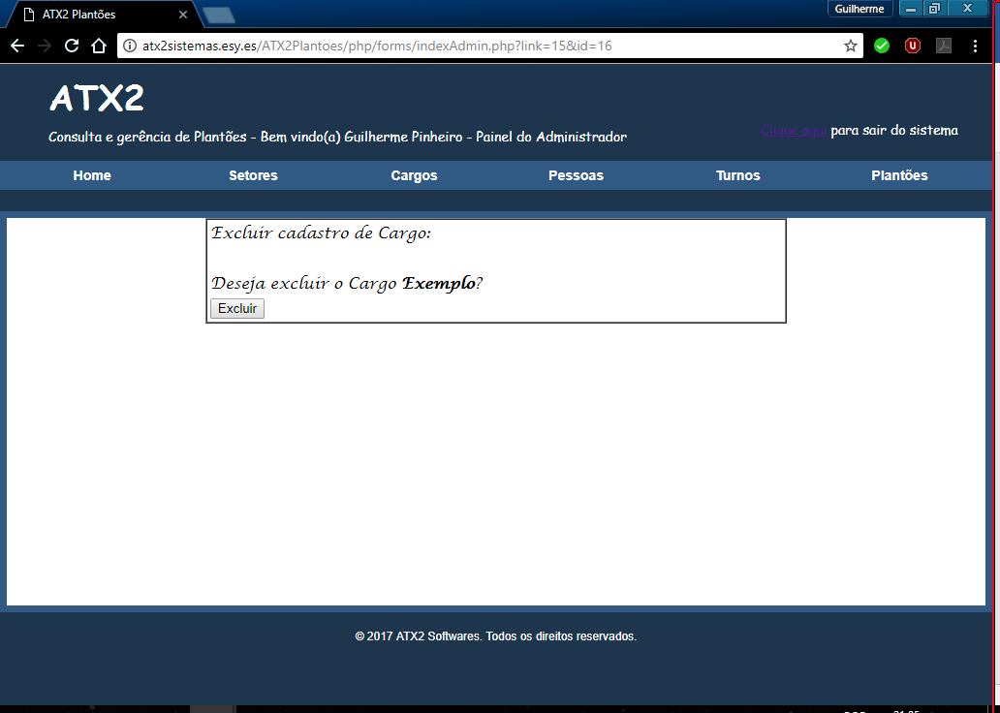 ATX2 Plantões
Guilherme
atx2sistemas.esy.es/ATX2Plantoes/php/forms/indexAdmin.php?link=15&id=16
ATX2
Consulta e gerência de Plantões - Bem vindo(a) Guilherme Pinheiro - Painel do Administrador
Clique aqui para sair do sistema
Home Setores Cargos Pessoas Turnos Plantões
Excluir cadastro de Cargo:
Deseja excluir o Cargo Exemplo?
Excluir
© 2017 ATX2 Softwares. Todos os direitos reservados.